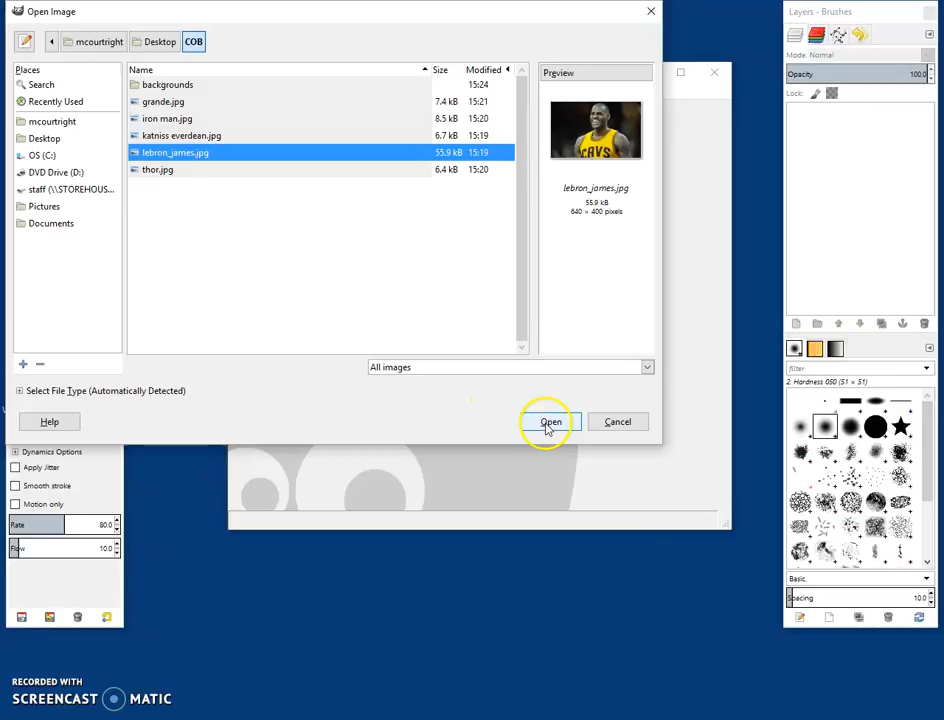 Open Image
mcourtright
Desktop
COB
Places
Search
Recently Used
mcourtright
Desktop
OS (C:)
DVD Drive (D:)
staff (\\STOREHOUS...
Pictures
Documents
Name Size Modified
backgrounds 15:24
grande.jpg 7.4 kB 15:21
iron man.jpg 8.5 kB 15:20
katniss everdean.jpg 6.7 kB 15:19
lebron_james.jpg 55.9 kB 15:19
thor.jpg 6.4 kB 15:20
Preview
CAVS
lebron_james.jpg
55.9 kB
640 × 400 pixels
All images
Select File Type (Automatically Detected)
Help
Open
Cancel
Dynamics Options
Apply Jitter
Smooth stroke
Motion only
Rate 80.0
Flow 10.0
Layers - Brushes
Mode: Normal
Opacity 100.0
Lock:
filter
2. Hardness 050 (51 × 51)
Basic,
Spacing 10.0
RECORDED WITH
SCREENCAST MATIC